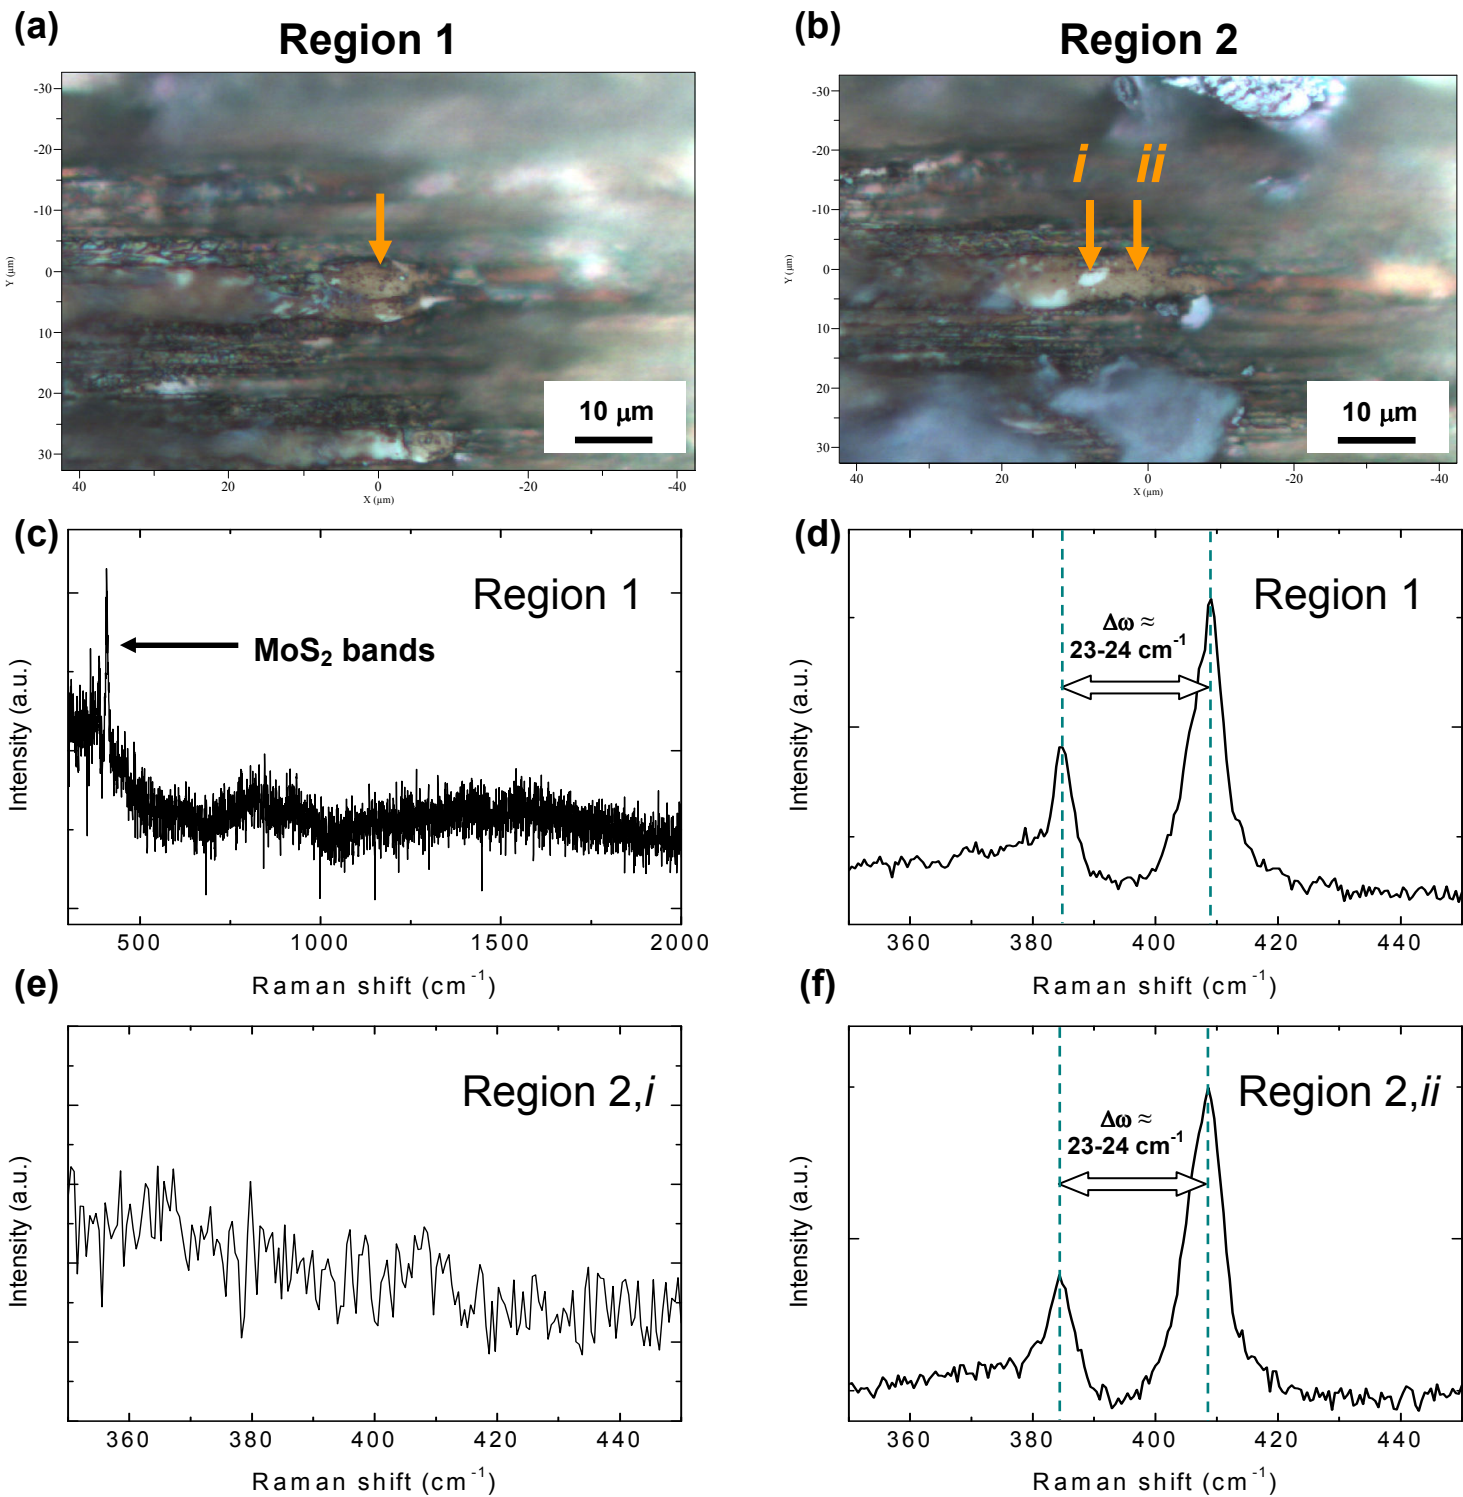 (a)
Region 1
(b)
Region 2
-30
-20
-10
0
10
20
30
Y (μm)
40
20
0
-20
-40
X (μm)
10 μm
-30
-20
-10
0
10
20
30
Y (μm)
i
ii
40
20
0
-20
-40
X (μm)
10 μm
(c)
Region 1
MoS₂ bands
Intensity (a.u.)
500
1000
1500
2000
Raman shift (cm⁻¹)
(d)
Region 1
Δω ≈
23-24 cm⁻¹
Intensity (a.u.)
360
380
400
420
440
Raman shift (cm⁻¹)
(e)
Region 2,i
Intensity (a.u.)
360
380
400
420
440
Raman shift (cm⁻¹)
(f)
Region 2,ii
Δω ≈
23-24 cm⁻¹
Intensity (a.u.)
360
380
400
420
440
Raman shift (cm⁻¹)